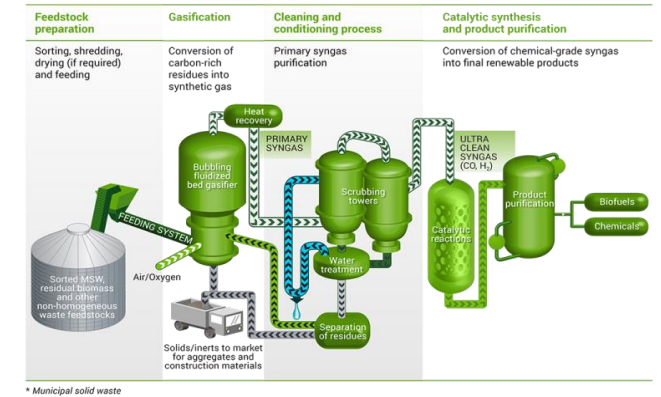 Feedstock
preparation
Gasification
Cleaning and
conditioning process
Catalytic synthesis
and product purification
Sorting, shredding,
drying (if required)
and feeding
Conversion of
carbon-rich
residues into
synthetic gas
Primary syngas
purification
Conversion of chemical-grade syngas
into final renewable products
Heat
recovery
PRIMARY
SYNGAS
ULTRA
CLEAN
SYNGAS
(CO, H₂)
Bubbling
fluidized
bed gasifier
Scrubbing
towers
Product
purification
Biofuels
Chemicals
FEEDING SYSTEM
Catalytic
reactions
Air/Oxygen
Water
treatment
Sorted MSW,
residual biomass
and other
non-homogeneous
waste feedstocks
Separation
of residues
Solids/inerts to market
for aggregates and
construction materials
* Municipal solid waste